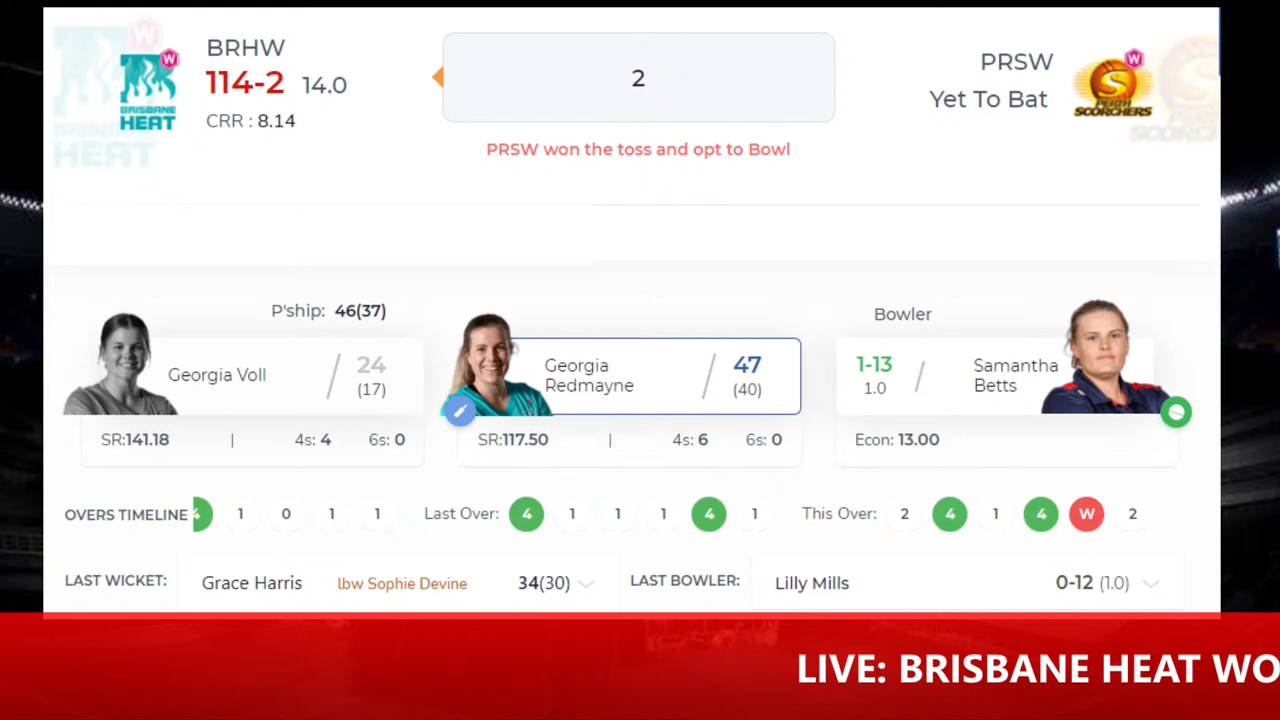 BRHW
114-2 14.0
CRR : 8.14
BRISBANE
HEAT
2
PRSW won the toss and opt to Bowl
PRSW
Yet To Bat
PERTH
SCORCHERS
P'ship: 46(37)
Georgia Voll / 24
(17)
SR:141.18 | 4s: 4 6s: 0
Georgia
Redmayne / 47
(40)
SR:117.50 | 4s: 6 6s: 0
Bowler
1-13
1.0 / Samantha
Betts
Econ: 13.00
OVERS TIMELINE 4 1 0 1 1 Last Over: 4 1 1 1 4 1 This Over: 2 4 1 4 W 2
LAST WICKET: Grace Harris lbw Sophie Devine 34(30) LAST BOWLER: Lilly Mills 0-12 (1.0)
LIVE: BRISBANE HEAT WO